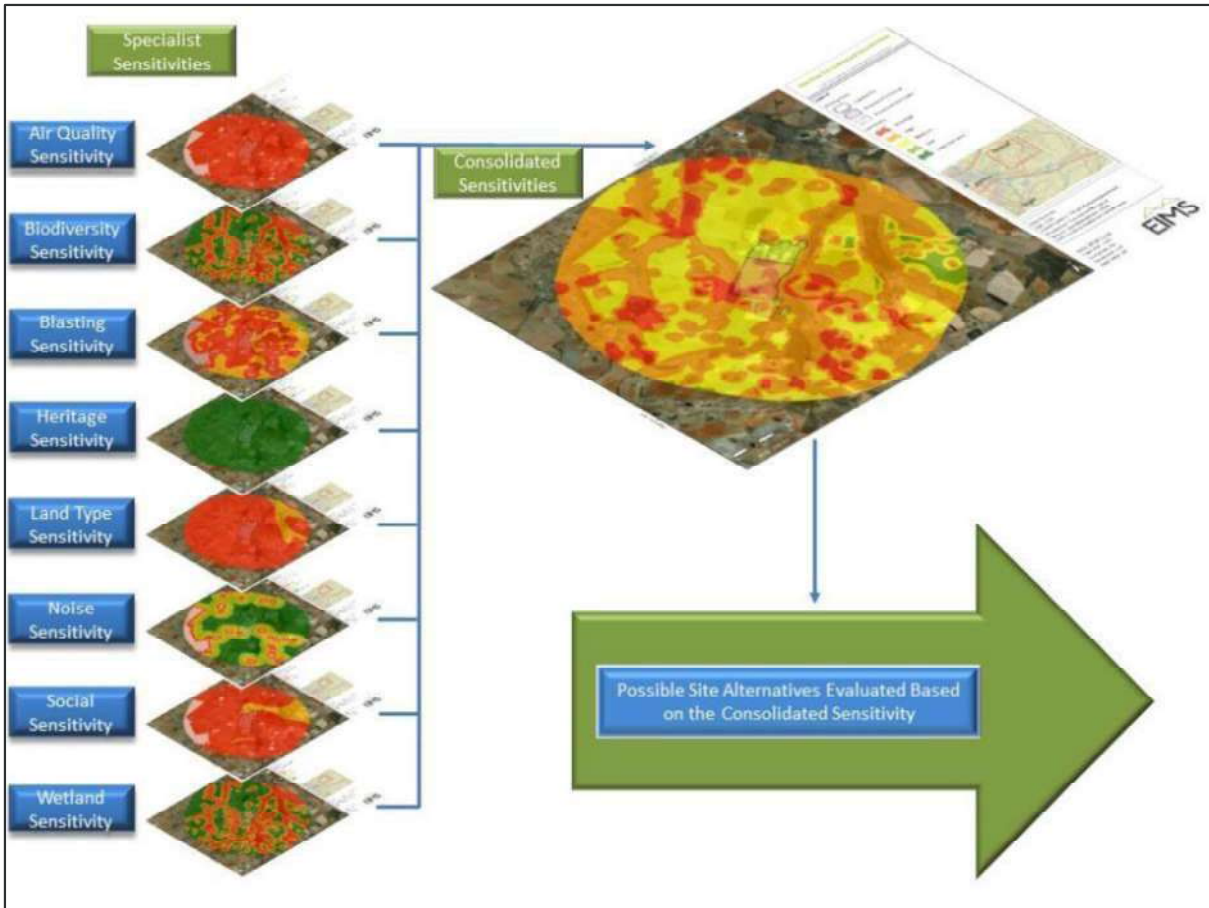 Specialist
Sensitivities
Air Quality
Sensitivity
Biodiversity
Sensitivity
Blasting
Sensitivity
Heritage
Sensitivity
Land Type
Sensitivity
Noise
Sensitivity
Social
Sensitivity
Wetland
Sensitivity
Consolidated
Sensitivities
EIMS
Possible Site Alternatives Evaluated Based
on the Consolidated Sensitivity